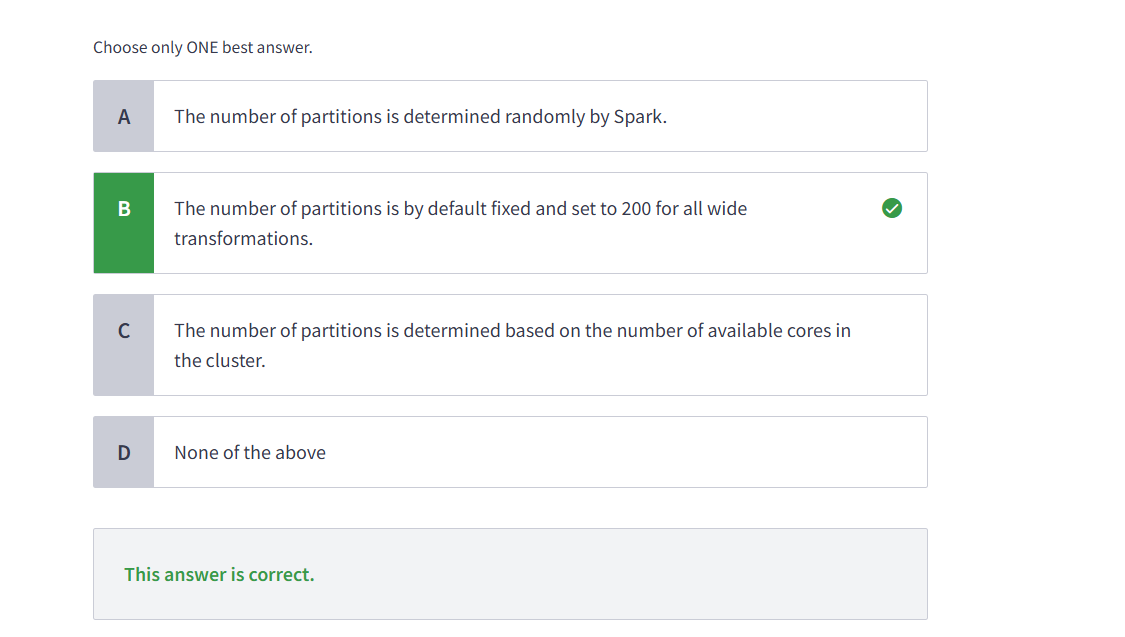 Choose only ONE best answer.
A
The number of partitions is determined randomly by Spark.
B
The number of partitions is by default fixed and set to 200 for all wide
transformations.
C
The number of partitions is determined based on the number of available cores in
the cluster.
D
None of the above
This answer is correct.